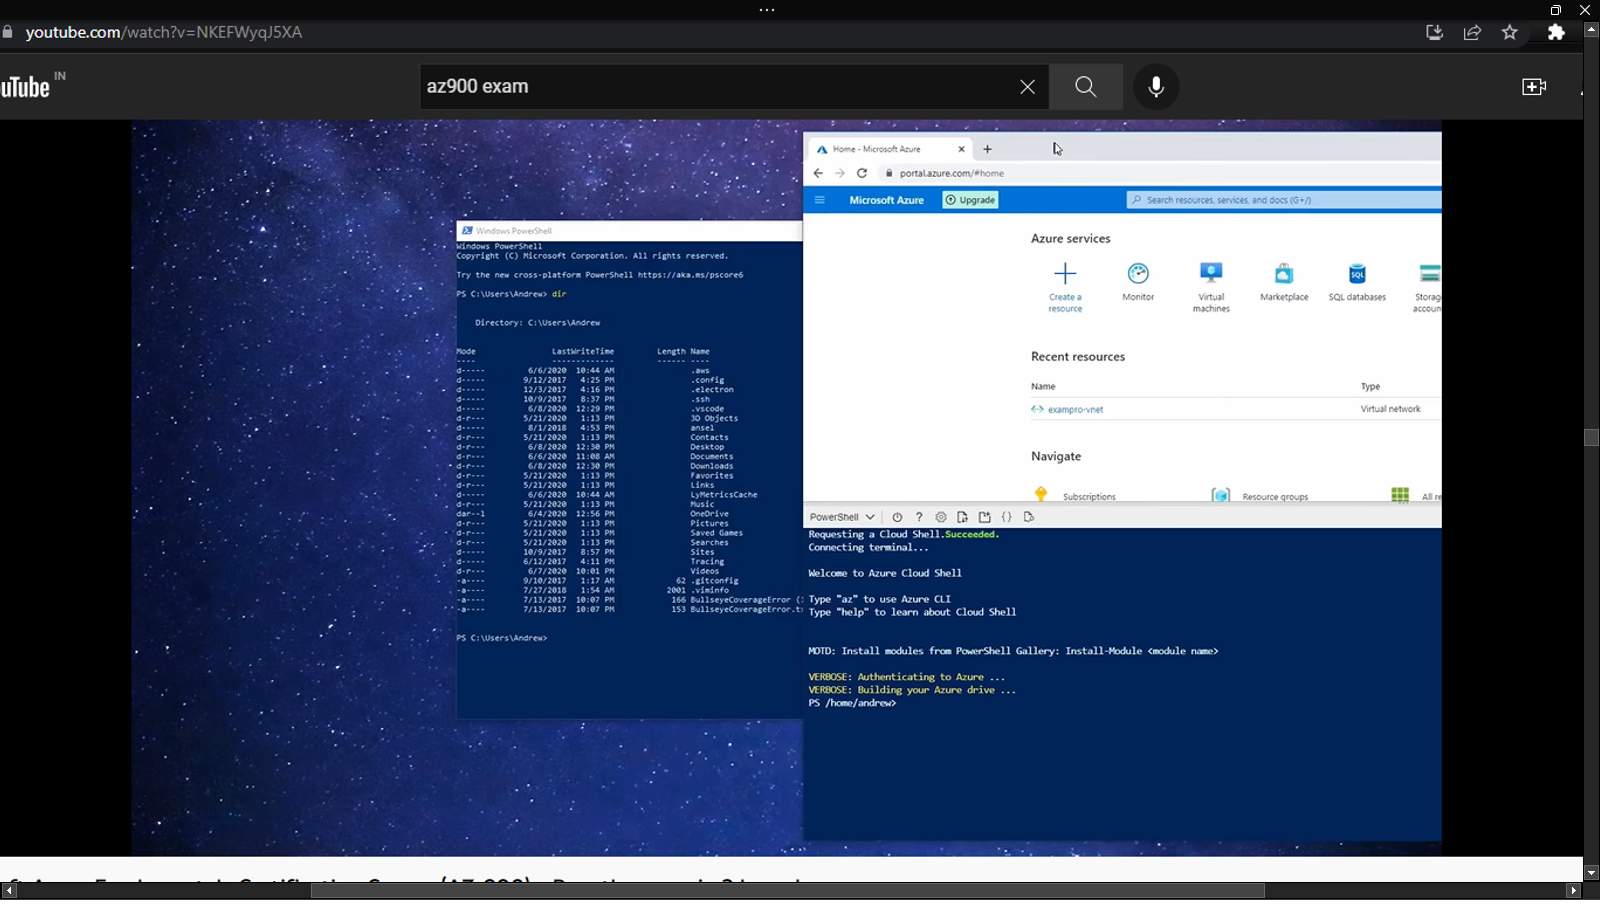 youtube.com/watch?v=NKEFWyqJ5XA
uTube IN
az900 exam
Home - Microsoft Azure
portal.azure.com/#home
Microsoft Azure
Upgrade
Search resources, services, and docs (G+/)
Azure services
Create a resource
Monitor
Virtual machines
Marketplace
SQL databases
Storag
accoun
Recent resources
Name Type
exampro-vnet Virtual network
Navigate
Subscriptions
Resource groups
All re
Windows PowerShell
Windows PowerShell
Copyright (C) Microsoft Corporation. All rights reserved.
Try the new cross-platform PowerShell https://aka.ms/pscore6
PS C:\Users\Andrew> dir
Directory: C:\Users\Andrew
Mode LastWriteTime Length Name
---- ------------- ------ ----
d----- 6/6/2020 10:44 AM .aws
d----- 9/12/2017 4:25 PM .config
d----- 12/3/2017 4:16 PM .electron
d----- 10/9/2017 8:37 PM .ssh
d----- 6/8/2020 12:29 PM .vscode
d-r--- 5/21/2020 1:13 PM 3D Objects
d----- 8/1/2018 4:53 PM ansel
d-r--- 5/21/2020 1:13 PM Contacts
d-r--- 6/8/2020 12:30 PM Desktop
d-r--- 6/6/2020 11:08 AM Documents
d-r--- 6/8/2020 12:30 PM Downloads
d-r--- 5/21/2020 1:13 PM Favorites
d-r--- 5/21/2020 1:13 PM Links
d----- 6/6/2020 10:44 AM LyMetricsCache
d-r--- 5/21/2020 1:13 PM Music
dar--l 6/4/2020 12:56 PM OneDrive
d-r--- 5/21/2020 1:13 PM Pictures
d-r--- 5/21/2020 1:13 PM Saved Games
d-r--- 5/21/2020 1:13 PM Searches
d----- 10/9/2017 8:57 PM Sites
d----- 6/12/2017 4:11 PM Tracing
d-r--- 6/7/2020 10:01 PM Videos
-a---- 9/10/2017 1:17 AM 62 .gitconfig
-a---- 7/27/2018 1:54 AM 2001 .viminfo
-a---- 7/13/2017 10:07 PM 166 BullseyeCoverageError (
-a---- 7/13/2017 10:07 PM 153 BullseyeCoverageError.t
PS C:\Users\Andrew>
PowerShell
Requesting a Cloud Shell.Succeeded.
Connecting terminal...
Welcome to Azure Cloud Shell
Type "az" to use Azure CLI
Type "help" to learn about Cloud Shell
MOTD: Install modules from PowerShell Gallery: Install-Module <module name>
VERBOSE: Authenticating to Azure ...
VERBOSE: Building your Azure drive ...
PS /home/andrew>